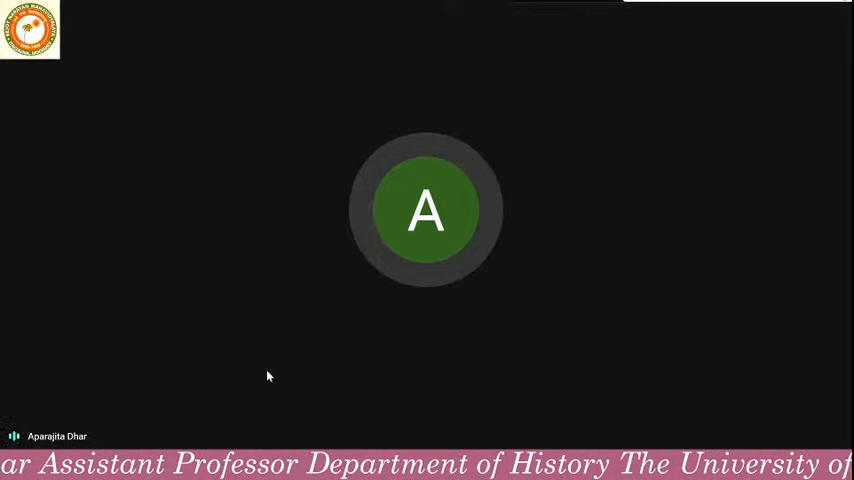 A
Aparajita Dhar
ar Assistant Professor Department of History The University of